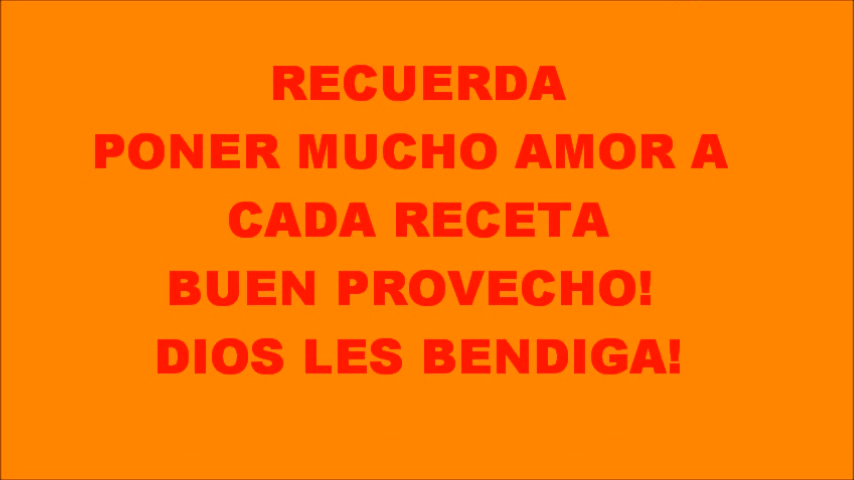 RECUERDA
PONER MUCHO AMOR A
CADA RECETA
BUEN PROVECHO!
DIOS LES BENDIGA!